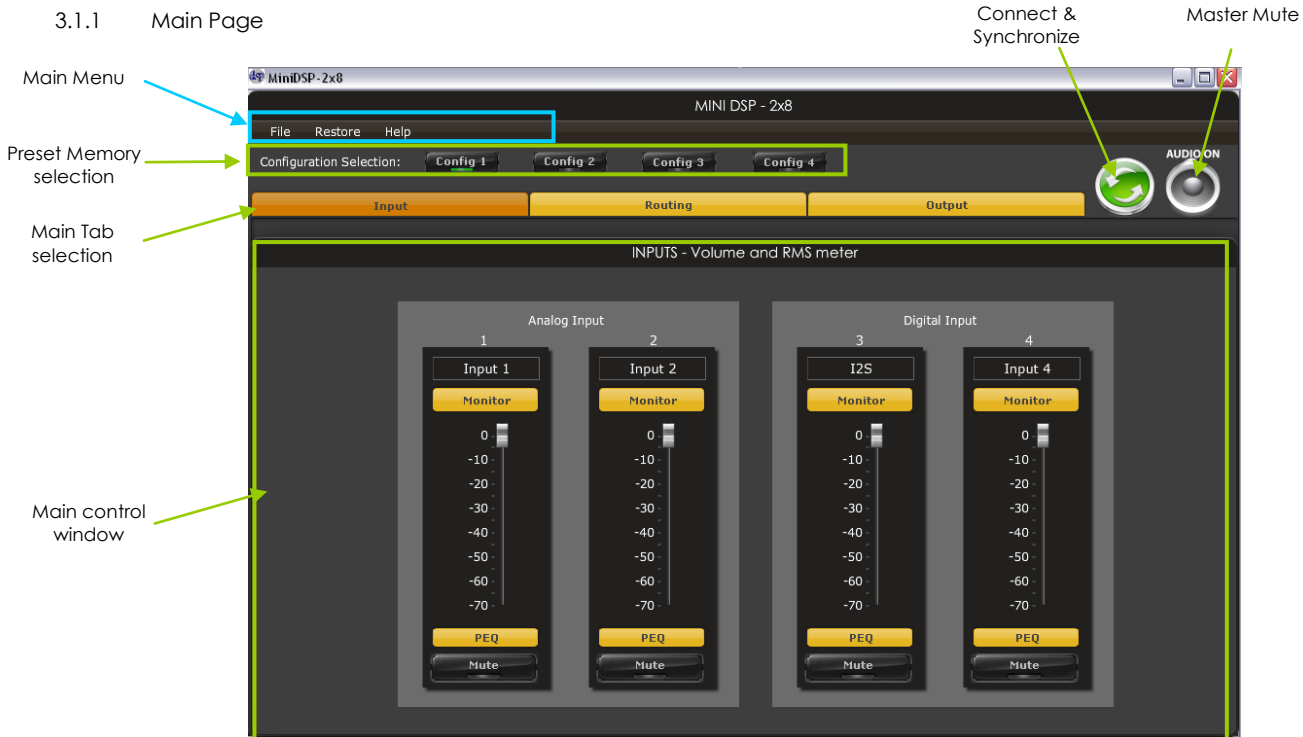 3.1.1 Main Page
Connect &
Synchronize
Master Mute
Main Menu
MiniDSP-2x8
MINI DSP - 2x8
File Restore Help
Preset Memory
selection
Configuration Selection: Config 1 Config 2 Config 3 Config 4
AUDIO ON
Main Tab
selection
Input Routing Output
INPUTS - Volume and RMS meter
Analog Input Digital Input
1 2 3 4
Input 1 Input 2 I2S Input 4
Monitor Monitor Monitor Monitor
0 0 0 0
-10 -10 -10 -10
-20 -20 -20 -20
-30 -30 -30 -30
Main control
window
-40 -40 -40 -40
-50 -50 -50 -50
-60 -60 -60 -60
-70 -70 -70 -70
PEQ PEQ PEQ PEQ
Mute Mute Mute Mute